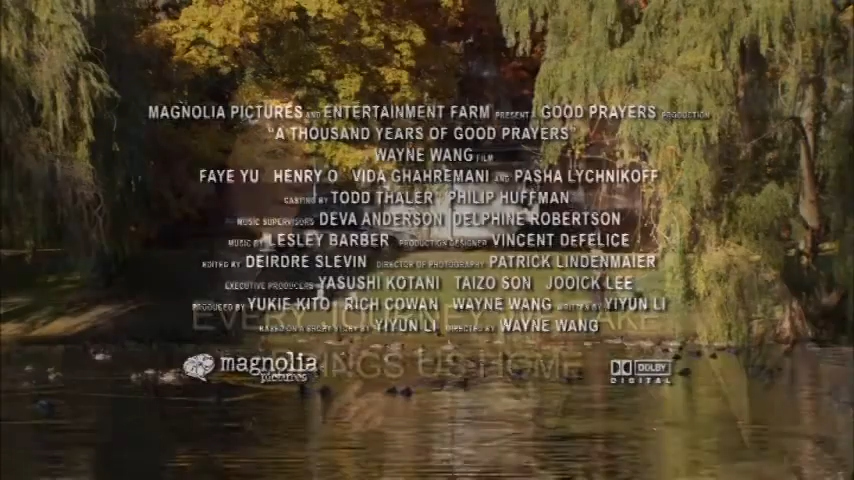 MAGNOLIA PICTURES AND ENTERTAINMENT FARM PRESENT A GOOD PRAYERS PRODUCTION
"A THOUSAND YEARS OF GOOD PRAYERS"
WAYNE WANG FILM
FAYE YU HENRY O VIDA GHAHREMANI AND PASHA LYCHNIKOFF
CASTING BY TODD THALER PHILIP HUFFMAN
MUSIC SUPERVISORS DEVA ANDERSON DELPHINE ROBERTSON
MUSIC BY LESLEY BARBER PRODUCTION DESIGNER VINCENT DEFELICE
EDITED BY DEIRDRE SLEVIN DIRECTOR OF PHOTOGRAPHY PATRICK LINDENMAIER
EXECUTIVE PRODUCERS YASUSHI KOTANI TAIZO SON JOOICK LEE
PRODUCED BY YUKIE KITO RICH COWAN WAYNE WANG WRITTEN BY YIYUN LI
EVERY JOURNEY WE TAKE
BASED ON A SHORT STORY BY YIYUN LI DIRECTED BY WAYNE WANG
magnolia
pictures
US HOME
DOLBY
DIGITAL